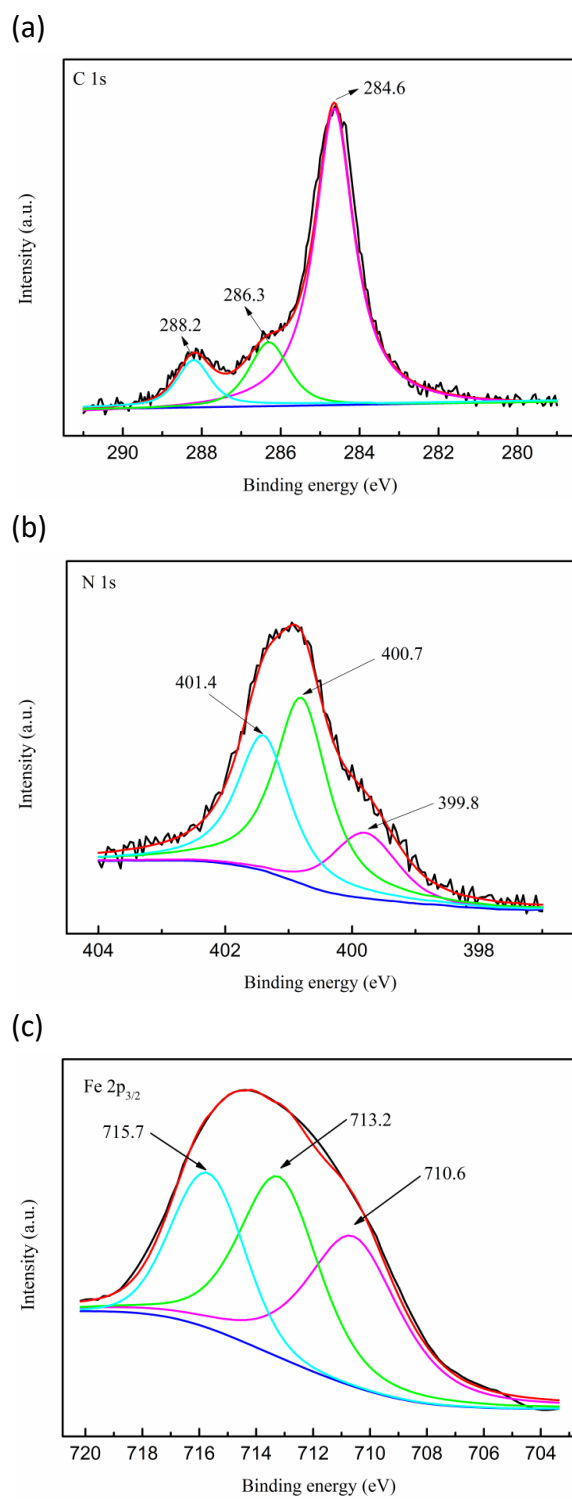 (a)
C 1s
284.6
286.3
288.2
Intensity (a.u.)
290 288 286 284 282 280
Binding energy (eV)
(b)
N 1s
400.7
401.4
399.8
Intensity (a.u.)
404 402 400 398
Binding energy (eV)
(c)
Fe 2p3/2
713.2
715.7
710.6
Intensity (a.u.)
720 718 716 714 712 710 708 706 704
Binding energy (eV)